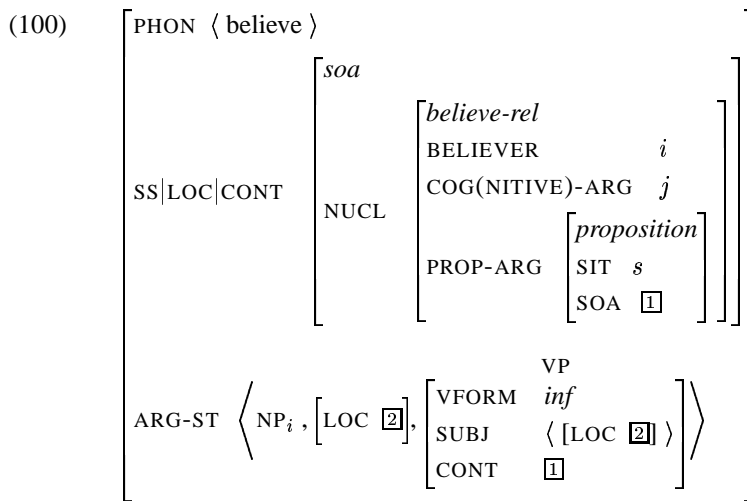 (100) PHON ⟨ believe ⟩
soa
believe-rel
BELIEVER i
COG(NITIVE)-ARG j
SS|LOC|CONT NUCL
proposition
PROP-ARG SIT s
SOA 1
VP
VFORM inf
ARG-ST ⟨ NPi , [LOC 2], SUBJ ⟨ [LOC 2] ⟩ ⟩
CONT 1